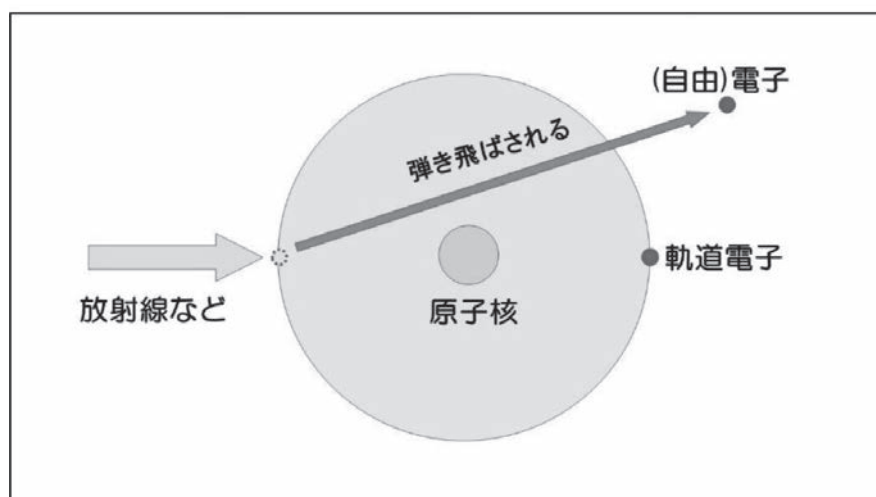 (自由)電子
弾き飛ばされる
軌道電子
放射線など
原子核